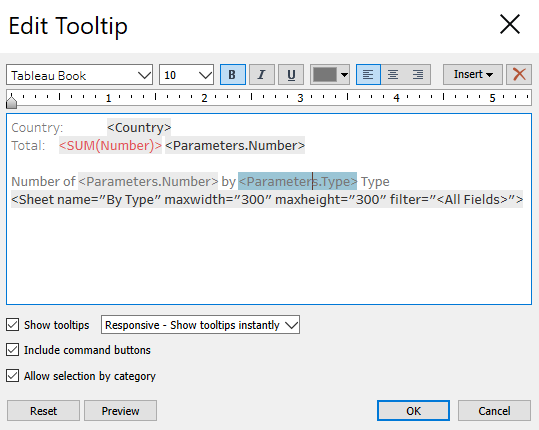 Edit Tooltip
Tableau Book 10 B I U Insert
1 2 3 4 5
Country: <Country>
Total: <SUM(Number)> <Parameters.Number>
Number of <Parameters.Number> by <Parameters.Type> Type
<Sheet name="By Type" maxwidth="300" maxheight="300" filter="<All Fields>">
Show tooltips Responsive - Show tooltips instantly
Include command buttons
Allow selection by category
Reset Preview OK Cancel